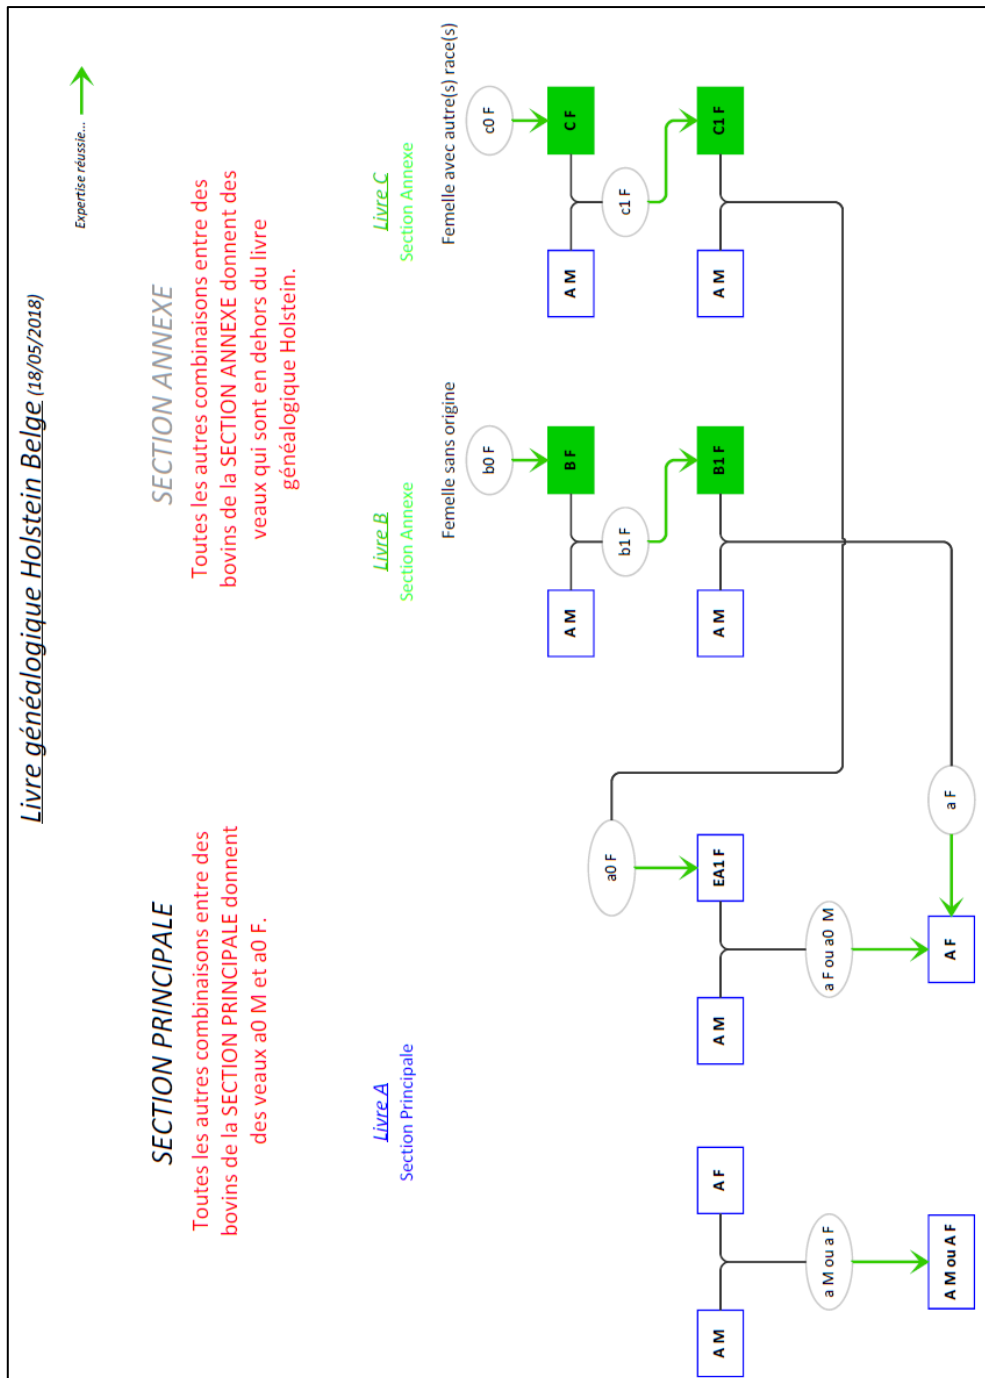 Livre généalogique Holstein Belge (18/05/2018)
Expertise réussie...
SECTION PRINCIPALE
Toutes les autres combinaisons entre des
bovins de la SECTION PRINCIPALE donnent
des veaux a0 M et a0 F.
SECTION ANNEXE
Toutes les autres combinaisons entre des
bovins de la SECTION ANNEXE donnent des
veaux qui sont en dehors du livre
généalogique Holstein.
Livre A
Section Principale
Livre B
Section Annexe
Livre C
Section Annexe
Femelle sans origine
Femelle avec autre(s) race(s)
b0 F
c0 F
A M
B F
A M
C F
a0 F
b1 F
c1 F
A M
A F
A M
EA1 F
A M
B1 F
A M
C1 F
a M ou a F
a F ou a0 M
a F
A M ou A F
A F